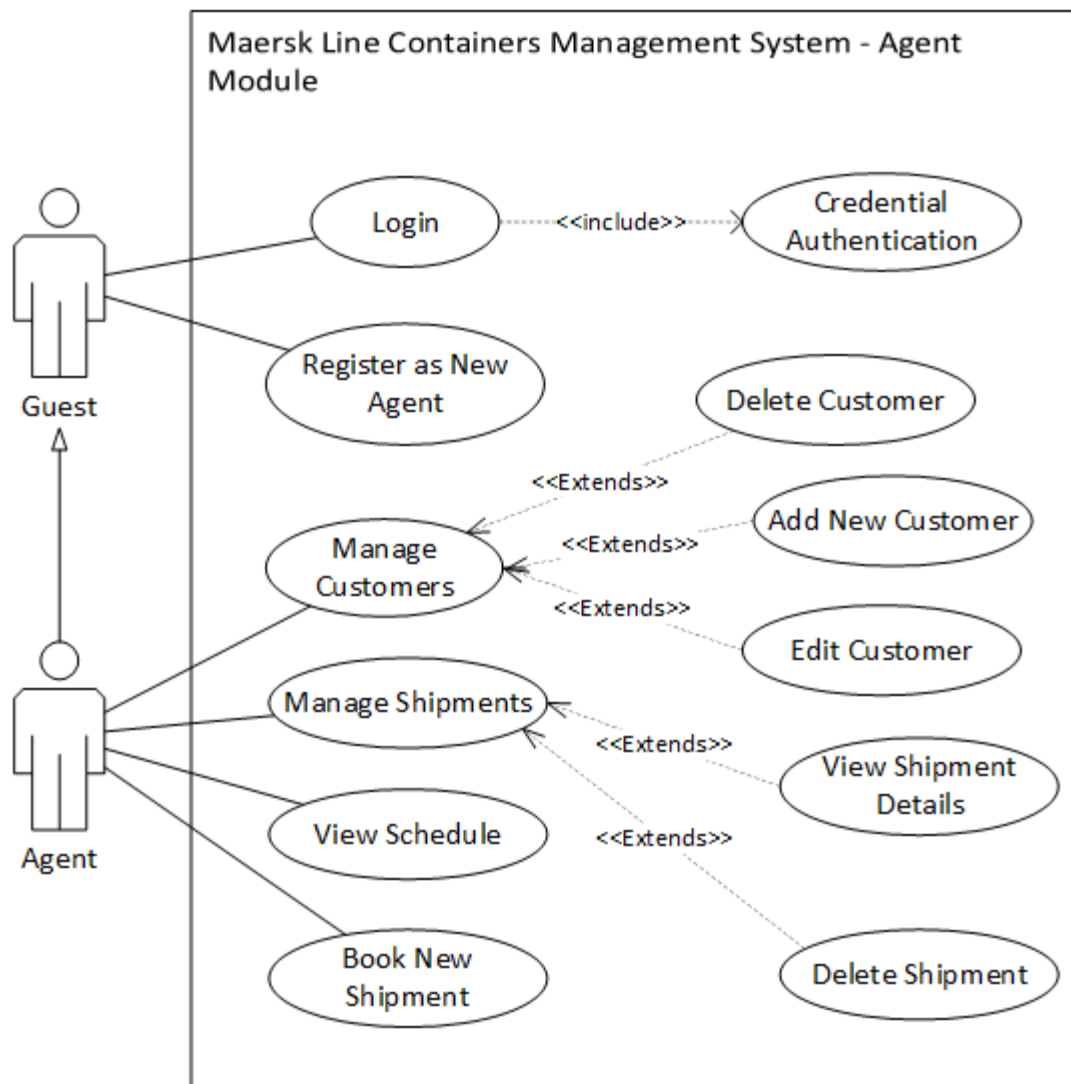 Maersk Line Containers Management System - Agent
Module
Login
<<include>>
Credential
Authentication
Guest
Register as New
Agent
Delete Customer
<<Extends>>
Add New Customer
<<Extends>>
Manage
Customers
<<Extends>>
Edit Customer
Manage Shipments
<<Extends>>
View Shipment
Details
View Schedule
<<Extends>>
Agent
Book New
Shipment
Delete Shipment